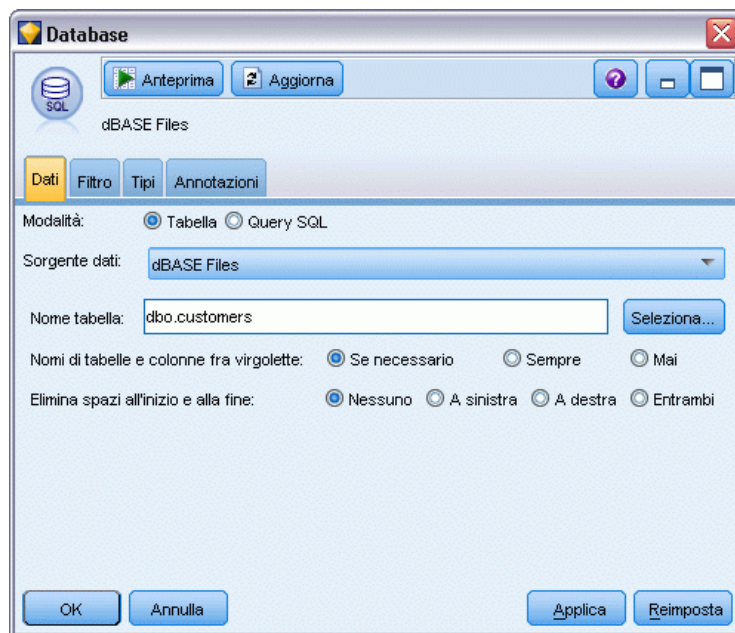 Database
Anteprima Aggiorna
SQL
dBASE Files
Dati Filtro Tipi Annotazioni
Modalità: Tabella Query SQL
Sorgente dati: dBASE Files
Nome tabella: dbo.customers Seleziona...
Nomi di tabelle e colonne fra virgolette: Se necessario Sempre Mai
Elimina spazi all'inizio e alla fine: Nessuno A sinistra A destra Entrambi
OK Annulla Applica Reimposta